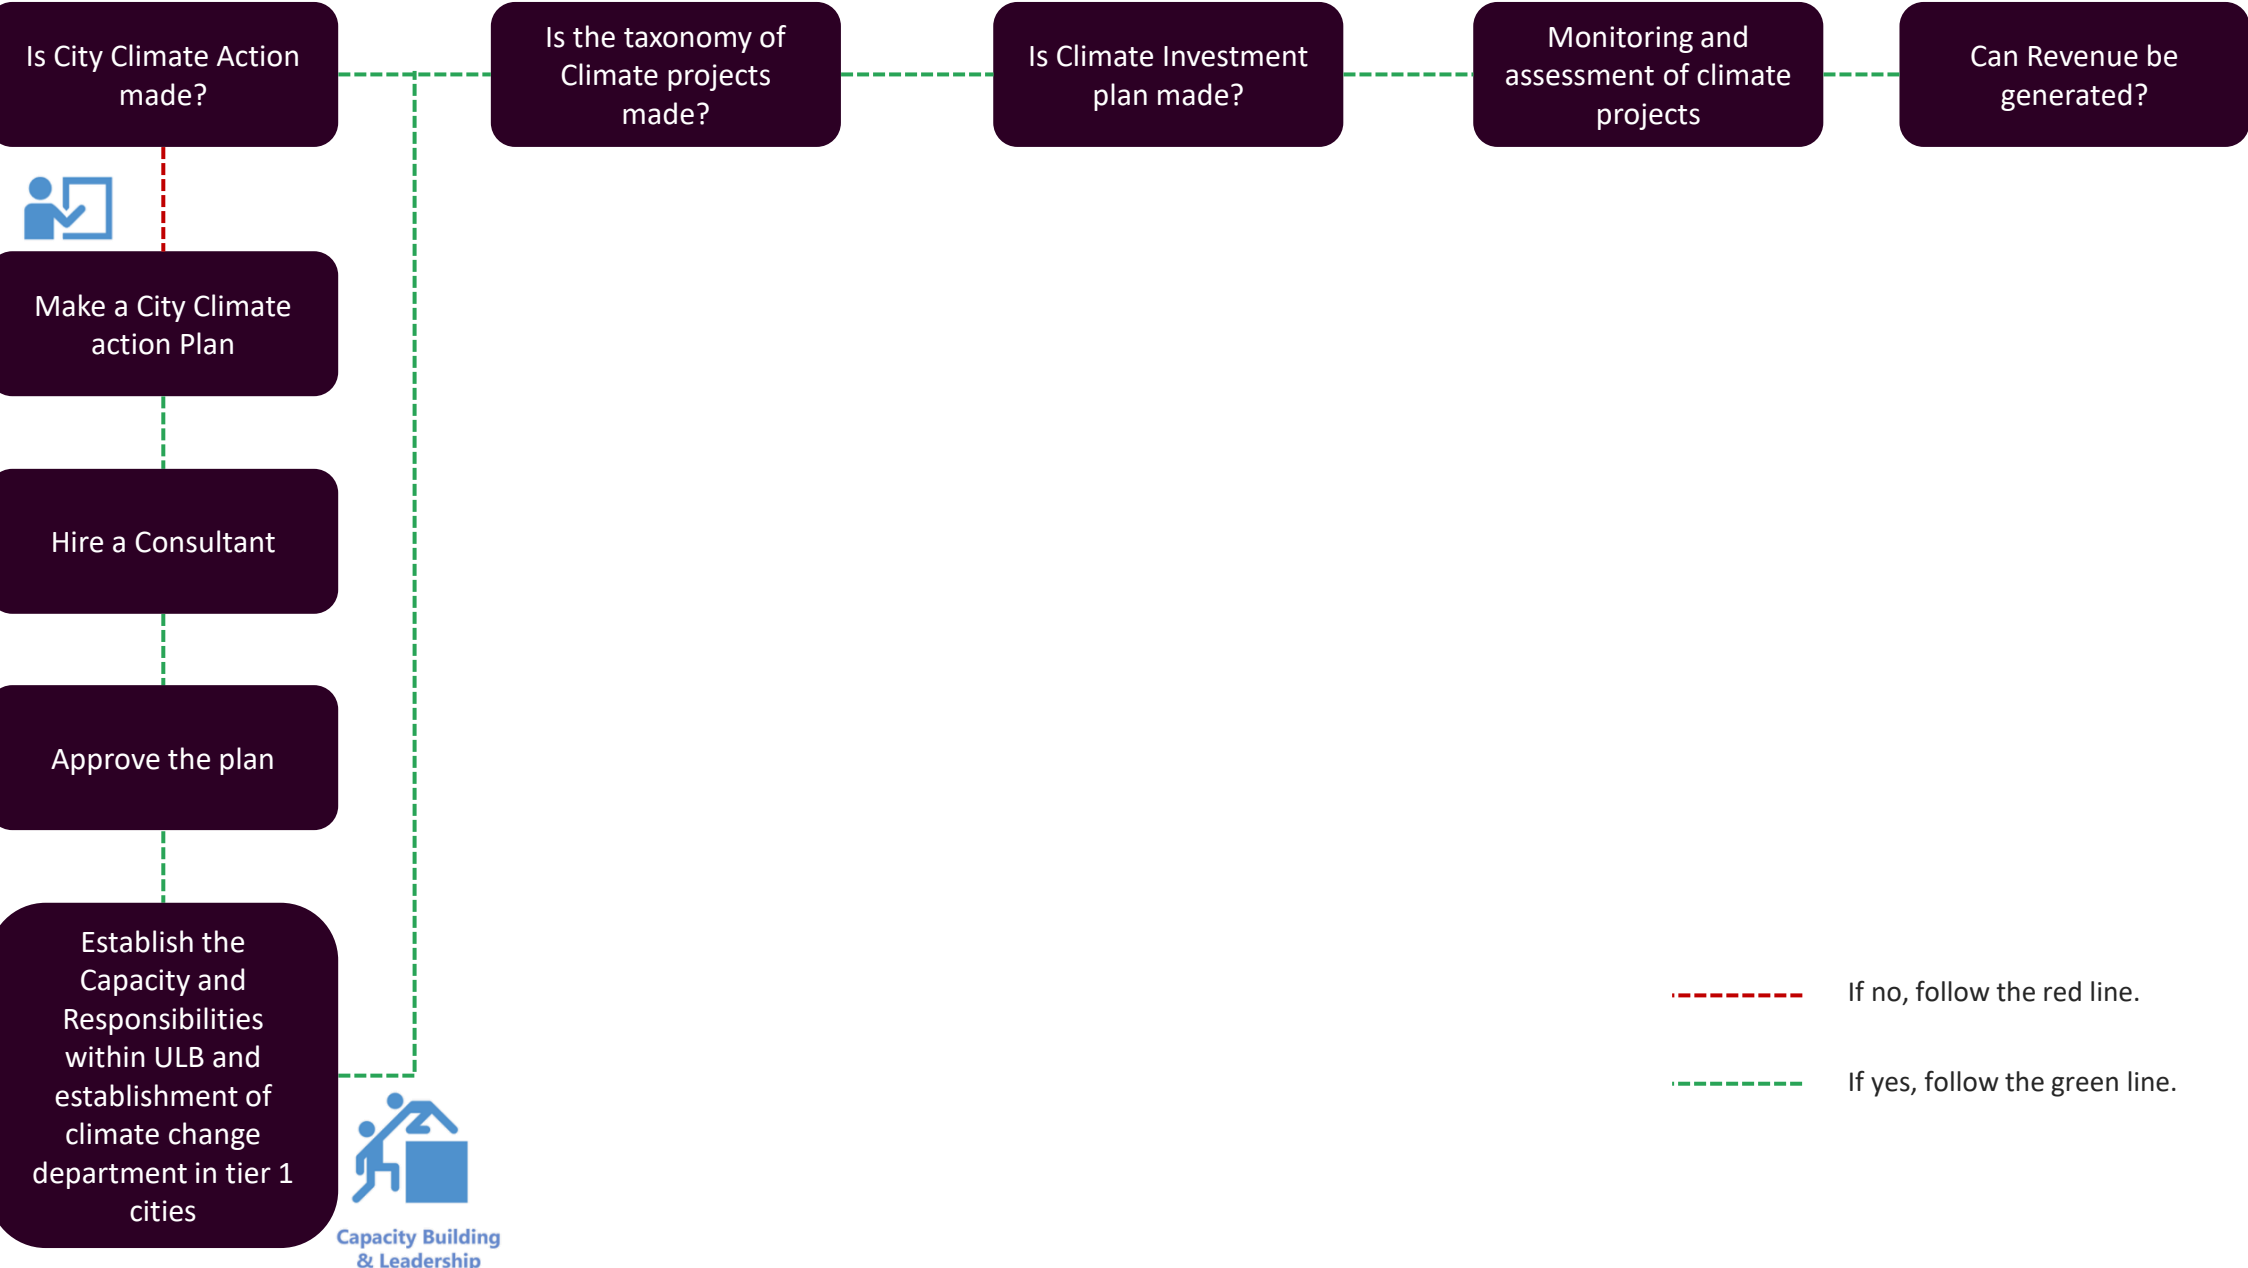 Is City Climate Action
made?
Is the taxonomy of
Climate projects
made?
Is Climate Investment
plan made?
Monitoring and
assessment of climate
projects
Can Revenue be
generated?
Make a City Climate
action Plan
Hire a Consultant
Approve the plan
Establish the
Capacity and
Responsibilities
within ULB and
establishment of
climate change
department in tier 1
cities
Capacity Building
& Leadership
If no, follow the red line.
If yes, follow the green line.